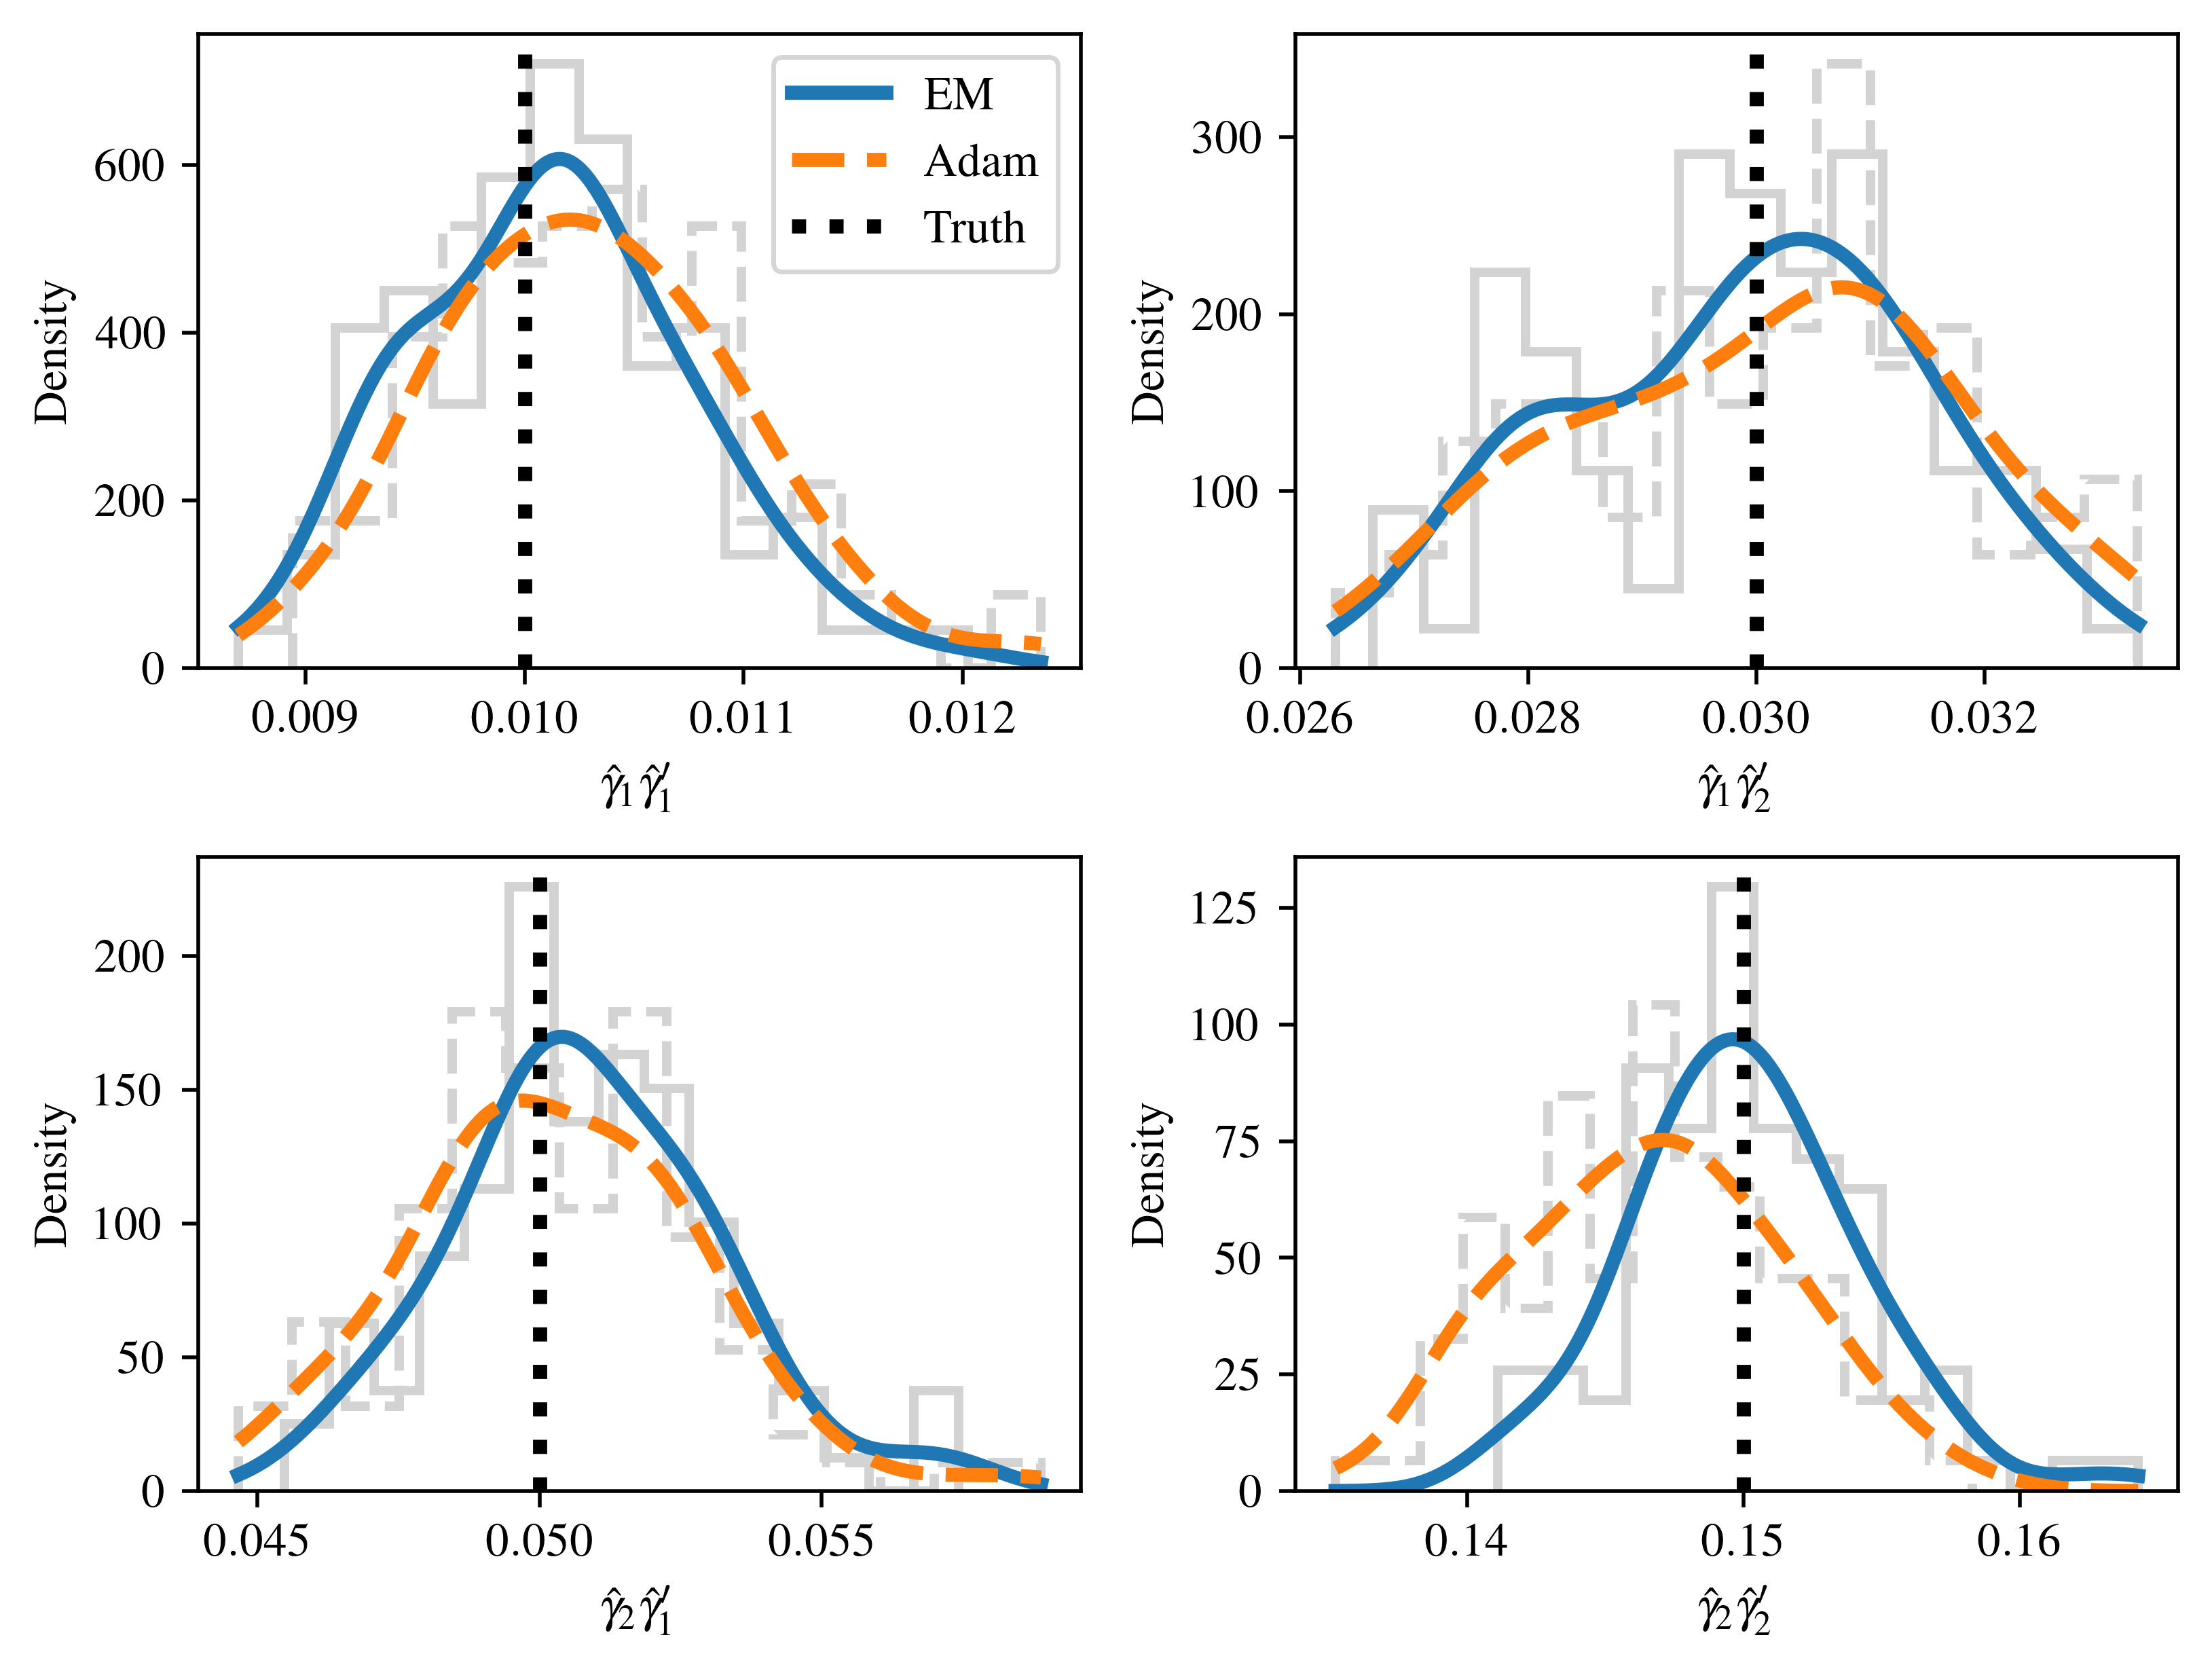 EM
Adam
Truth
Density
600
400
200
0
0.009 0.010 0.011 0.012
γ̂₁γ̂′₁
Density
300
200
100
0
0.026 0.028 0.030 0.032
γ̂₁γ̂′₂
Density
200
150
100
50
0
0.045 0.050 0.055
γ̂₂γ̂′₁
Density
125
100
75
50
25
0
0.14 0.15 0.16
γ̂₂γ̂′₂